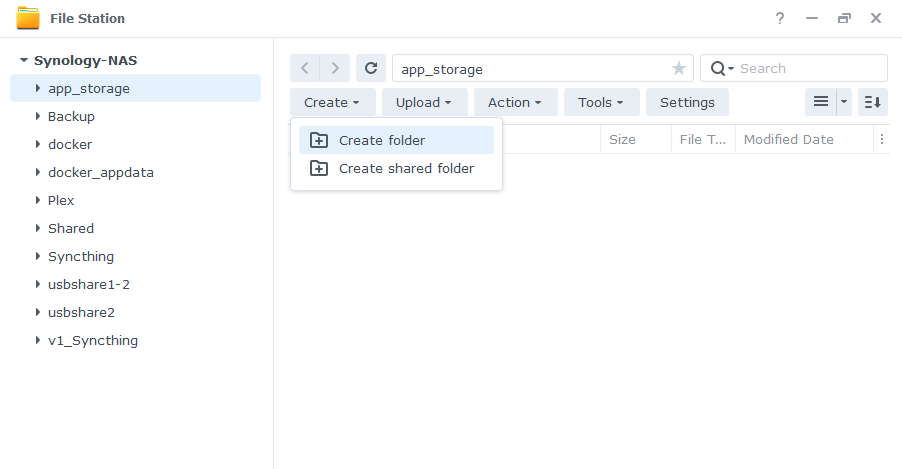 File Station
?
Synology-NAS
app_storage
Backup
docker
docker_appdata
Plex
Shared
Syncthing
usbshare1-2
usbshare2
v1_Syncthing
app_storage
Search
Create Upload Action Tools Settings
Create folder
Create shared folder
Size File T... Modified Date